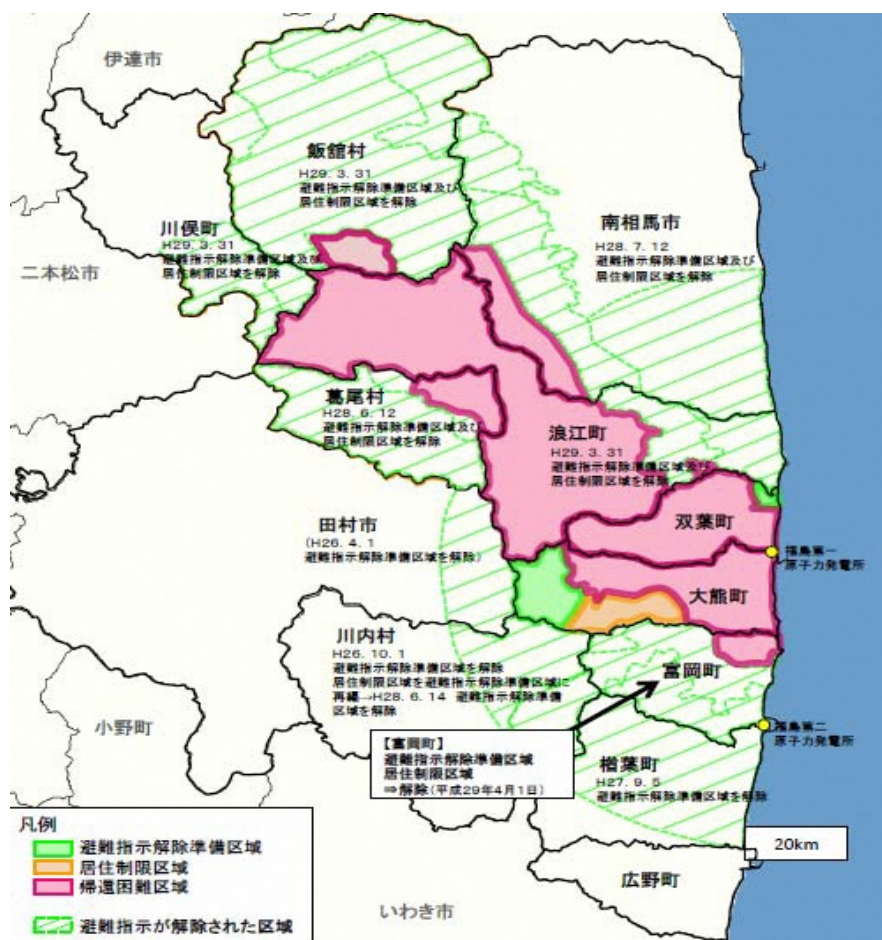 伊達市
飯舘村
H29. 3. 31
避難指示解除準備区域及び
居住制限区域を解除
川俣町
H29. 3. 31
避難指示解除準備区域及び
居住制限区域を解除
二本松市
南相馬市
H28. 7. 12
避難指示解除準備区域及び
居住制限区域を解除
葛尾村
H28. 6. 12
避難指示解除準備区域及び
居住制限区域を解除
浪江町
H29. 3. 31
避難指示解除準備区域及び
居住制限区域を解除
田村市
(H26. 4. 1
避難指示解除準備区域を解除)
双葉町
福島第一
原子力発電所
大熊町
川内村
H26. 10. 1
避難指示解除準備区域を解除
居住制限区域を避難指示解除準備区域に
再編→H28. 6. 14 避難指示解除準備
区域を解除
富岡町
小野町
福島第二
原子力発電所
【富岡町】
避難指示解除準備区域
居住制限区域
⇒解除(平成29年4月1日)
楢葉町
H27. 9. 5
避難指示解除準備区域を解除
20km
広野町
いわき市
凡例
避難指示解除準備区域
居住制限区域
帰還困難区域
避難指示が解除された区域